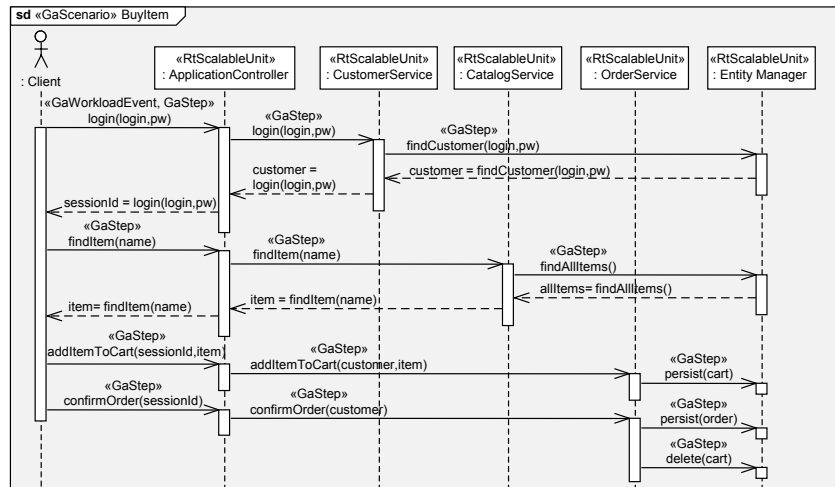 sd «GaScenario» BuyItem
: Client
«RtScalableUnit»
: ApplicationController
«RtScalableUnit»
: CustomerService
«RtScalableUnit»
: CatalogService
«RtScalableUnit»
: OrderService
«RtScalableUnit»
: Entity Manager
«GaWorkloadEvent, GaStep»
login(login,pw)
«GaStep»
login(login,pw)
«GaStep»
findCustomer(login,pw)
customer = findCustomer(login,pw)
customer =
login(login,pw)
sessionId = login(login,pw)
«GaStep»
findItem(name)
«GaStep»
findItem(name)
«GaStep»
findAllItems()
allItems= findAllItems()
item = findItem(name)
item= findItem(name)
«GaStep»
addItemToCart(sessionId,item)
«GaStep»
addItemToCart(customer,item)
«GaStep»
persist(cart)
«GaStep»
confirmOrder(sessionId)
«GaStep»
confirmOrder(customer)
«GaStep»
persist(order)
«GaStep»
delete(cart)